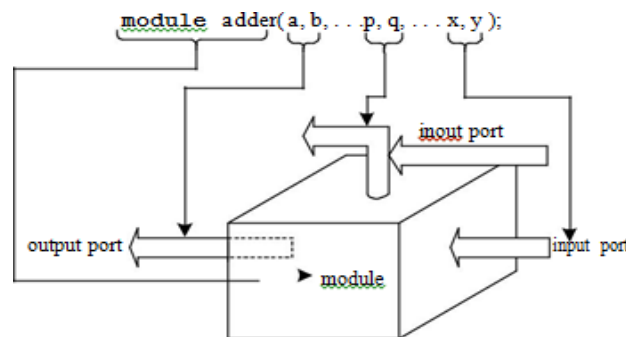 module adder( a, b, . . . p, q, . . . x, y );
inout port
output port
input port
module